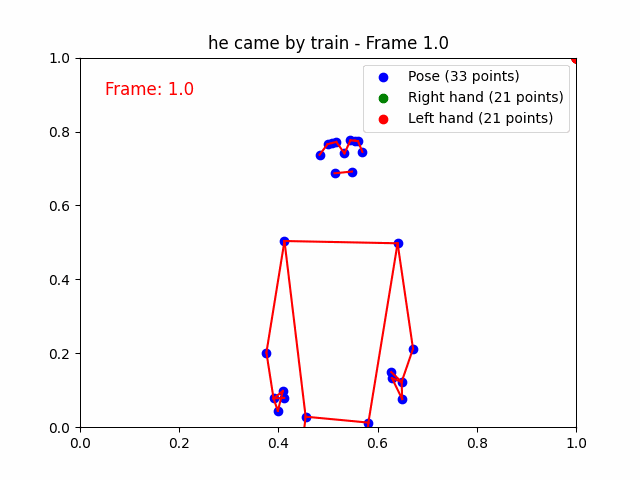 he came by train - Frame 1.0
Frame: 1.0
Pose (33 points)
Right hand (21 points)
Left hand (21 points)
1.0
0.8
0.6
0.4
0.2
0.0
0.0 0.2 0.4 0.6 0.8 1.0